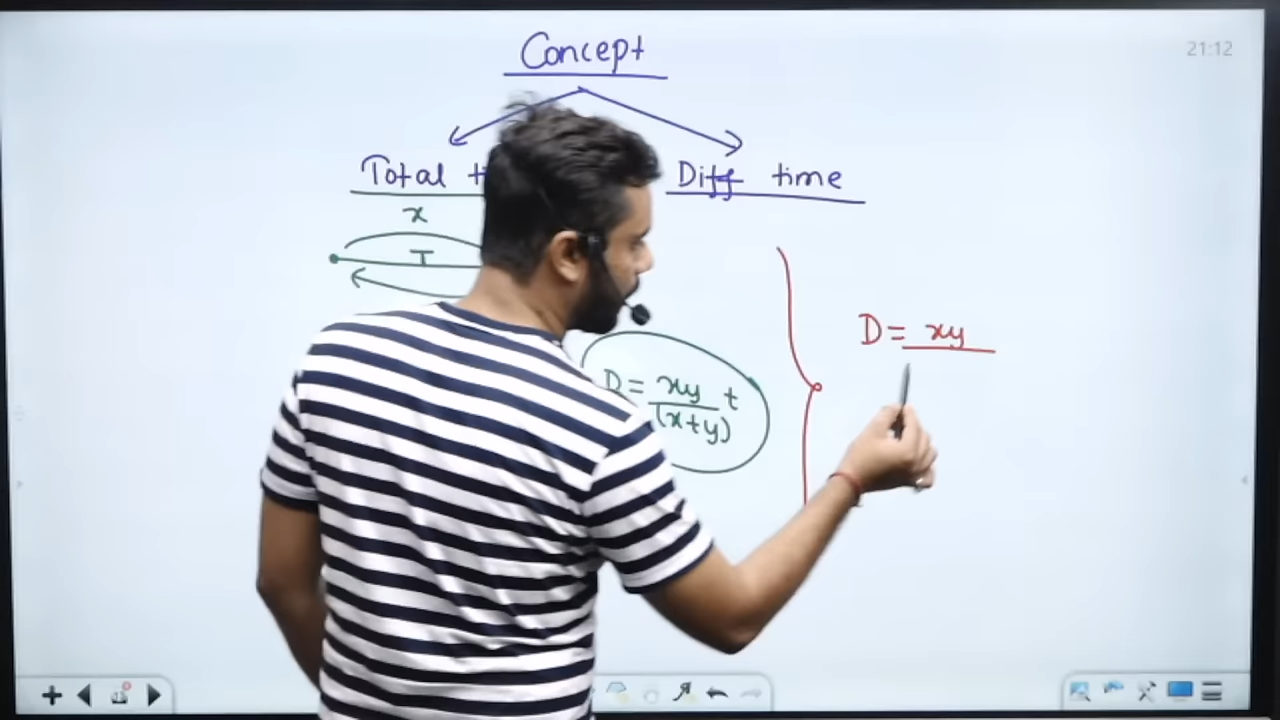 Concept
21:12
Total
Diff time
x
T
D = xy
D = xy/(x+y) t